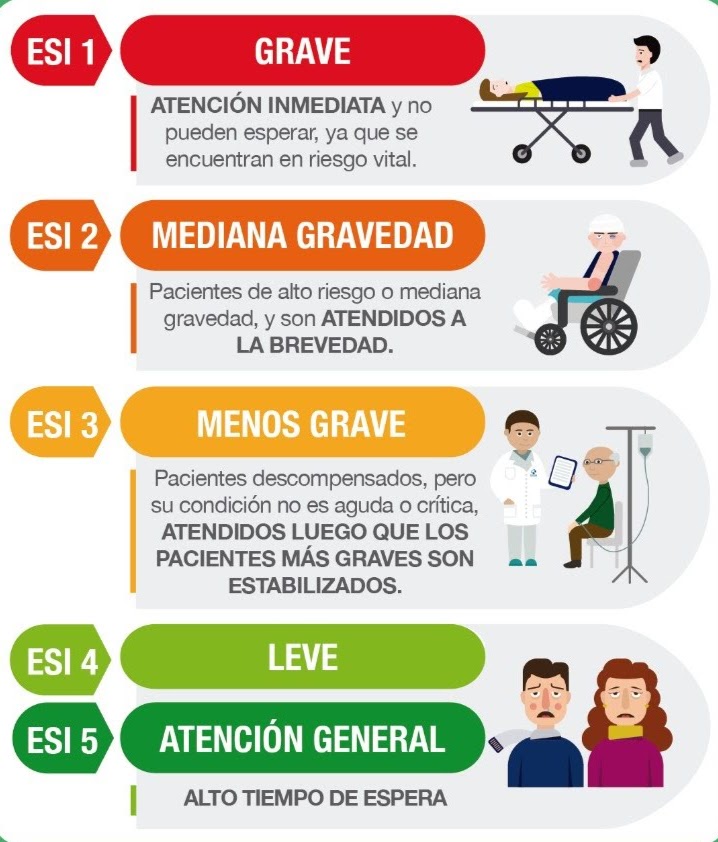 ESI 1
GRAVE
ATENCIÓN INMEDIATA y no
pueden esperar, ya que se
encuentran en riesgo vital.
ESI 2
MEDIANA GRAVEDAD
Pacientes de alto riesgo o mediana
gravedad, y son ATENDIDOS A
LA BREVEDAD.
ESI 3
MENOS GRAVE
Pacientes descompensados, pero
su condición no es aguda o crítica,
ATENDIDOS LUEGO QUE LOS
PACIENTES MÁS GRAVES SON
ESTABILIZADOS.
ESI 4
LEVE
ESI 5
ATENCIÓN GENERAL
ALTO TIEMPO DE ESPERA